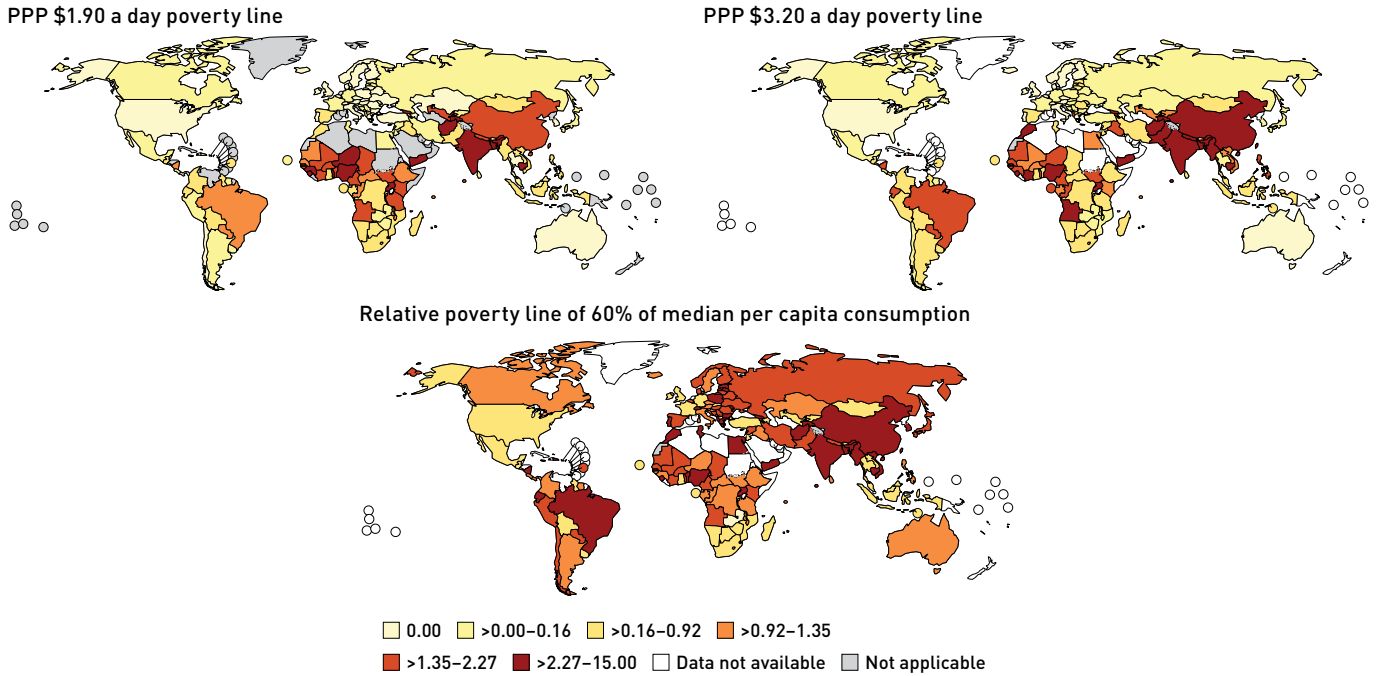 PPP $1.90 a day poverty line
PPP $3.20 a day poverty line
Relative poverty line of 60% of median per capita consumption
0.00 >0.00–0.16 >0.16–0.92 >0.92–1.35
>1.35–2.27 >2.27–15.00 Data not available Not applicable